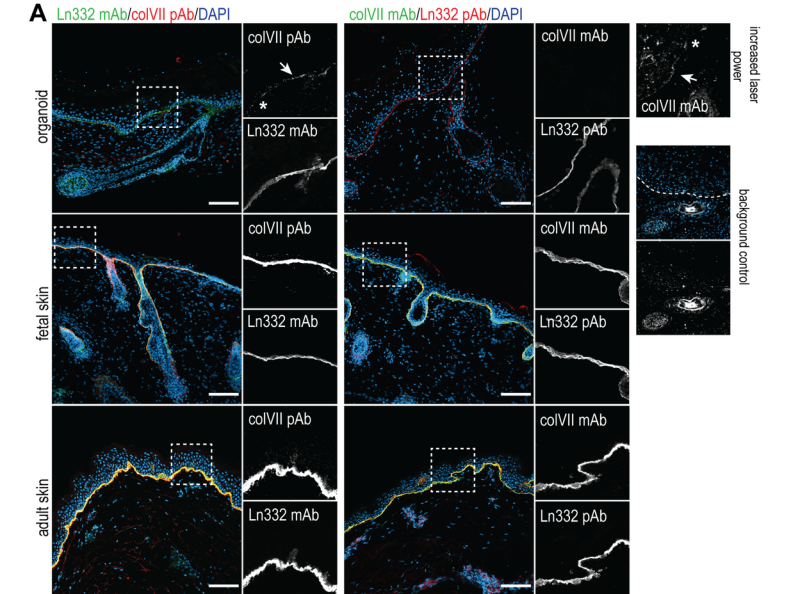 A
Ln332 mAb/colVII pAb/DAPI
colVII pAb
Ln332 mAb
colVII mAb/Ln332 pAb/DAPI
colVII mAb
Ln332 pAb
*
*
colVII mAb
increased laser
power
organoid
background control
fetal skin
colVII pAb
Ln332 mAb
colVII mAb
Ln332 pAb
adult skin
colVII pAb
Ln332 mAb
colVII mAb
Ln332 pAb